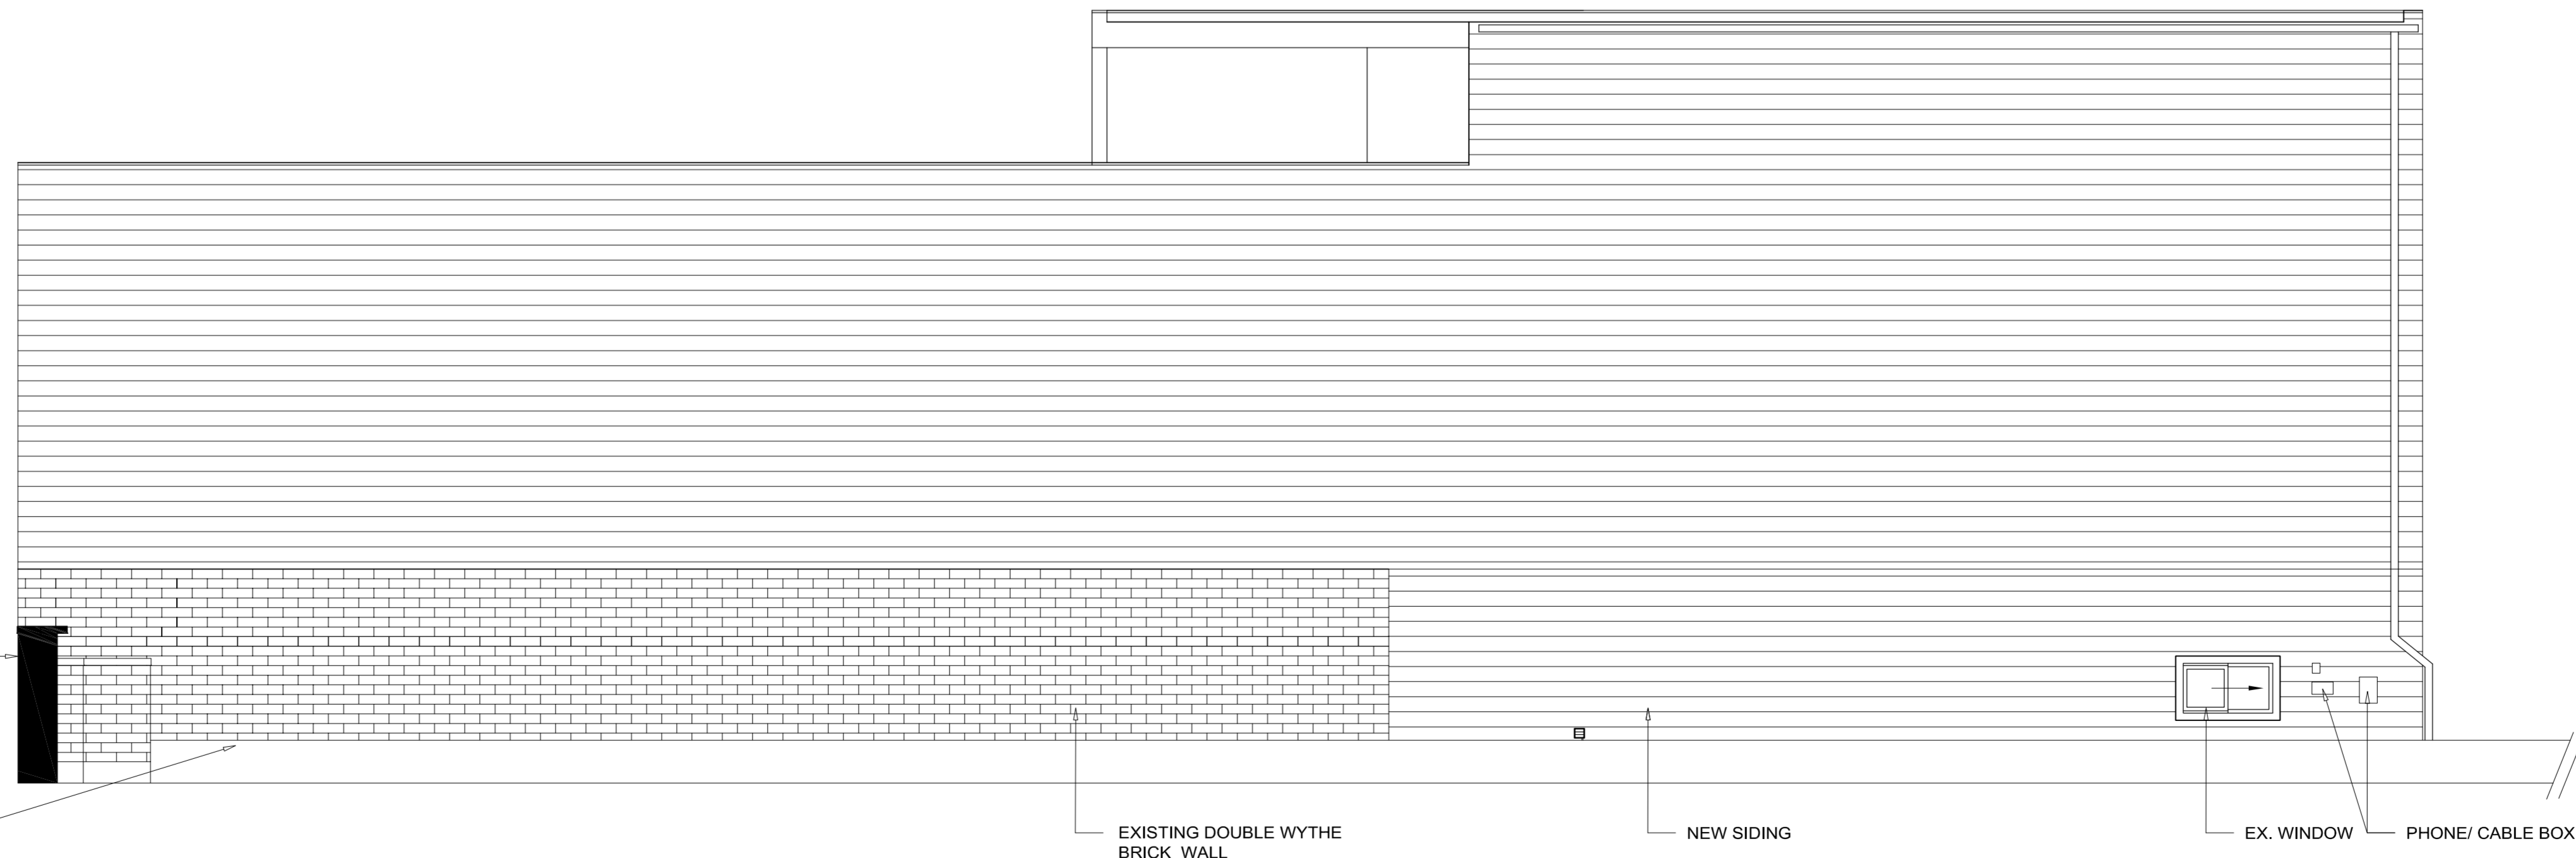 EXISTING DOUBLE WYTHE
BRICK WALL
NEW SIDING
EX. WINDOW
PHONE/ CABLE BOX